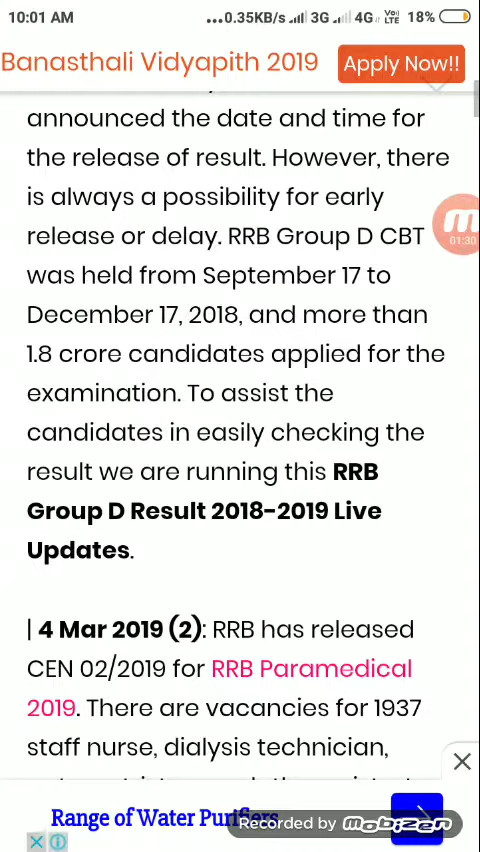 10:01 AM ...0.35KB/s 3G 4G Vo) LTE 18%
Banasthali Vidyapith 2019 Apply Now!!
announced the date and time for
the release of result. However, there
is always a possibility for early
release or delay. RRB Group D CBT
01:30
was held from September 17 to
December 17, 2018, and more than
1.8 crore candidates applied for the
examination. To assist the
candidates in easily checking the
result we are running this RRB
Group D Result 2018-2019 Live
Updates.
| 4 Mar 2019 (2): RRB has released
CEN 02/2019 for RRB Paramedical
2019. There are vacancies for 1937
staff nurse, dialysis technician,
Range of Water Purifiers
Recorded by mobizen